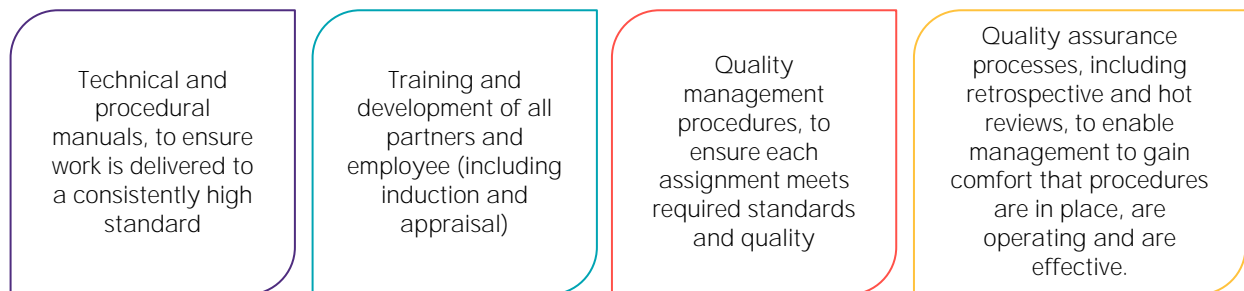 Technical and
procedural
manuals, to ensure
work is delivered to
a consistently high
standard
Training and
development of all
partners and
employee (including
induction and
appraisal)
Quality
management
procedures, to
ensure each
assignment meets
required standards
and quality
Quality assurance
processes, including
retrospective and hot
reviews, to enable
management to gain
comfort that procedures
are in place, are
operating and are
effective.